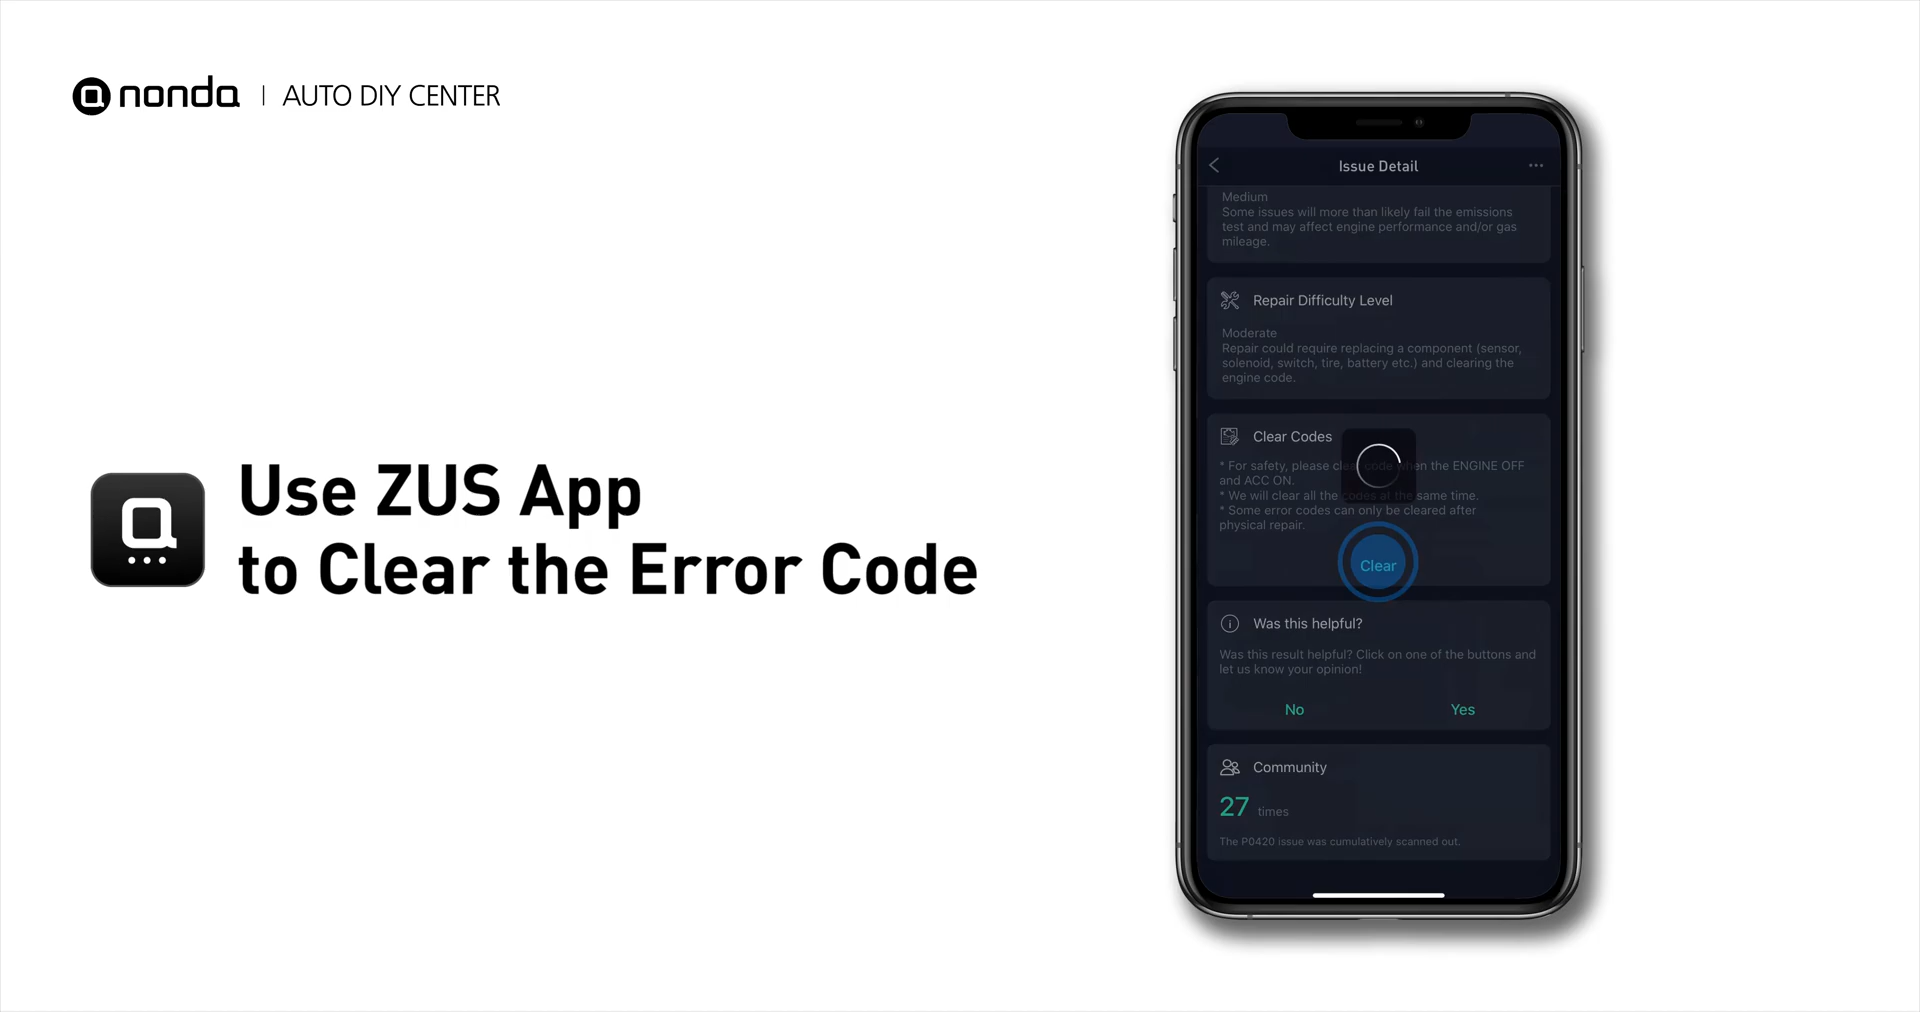 nonda | AUTO DIY CENTER
Use ZUS App
to Clear the Error Code
Issue Detail
Medium
Some issues will more than likely fail the emissions
test and may affect engine performance and/or gas
mileage.
Repair Difficulty Level
Moderate
Repair could require replacing a component (sensor,
solenoid, switch, tire, battery etc.) and clearing the
engine code.
Clear Codes
* For safety, please clear code when the ENGINE OFF
and ACC ON.
* We will clear all the codes at the same time.
* Some error codes can only be cleared after
physical repair.
Clear
Was this helpful?
Was this result helpful? Click on one of the buttons and
let us know your opinion!
No Yes
Community
27 times
The P0420 issue was cumulatively scanned out.